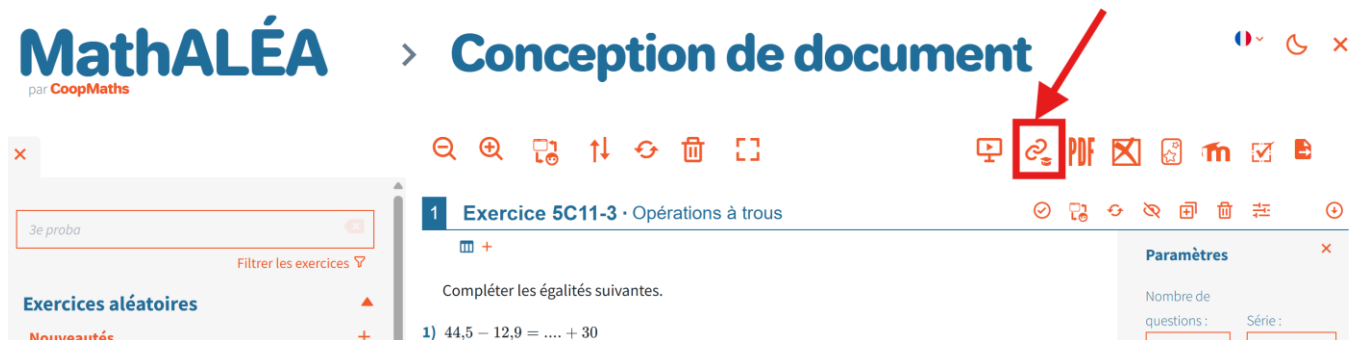 MathALÉA > Conception de document
par CoopMaths
PDF
3e proba
Filtrer les exercices
Exercices aléatoires
Nouveautés
1 Exercice 5C11-3 · Opérations à trous
Compléter les égalités suivantes.
1) 44,5 − 12,9 = .... + 30
Paramètres
Nombre de
questions : Série :